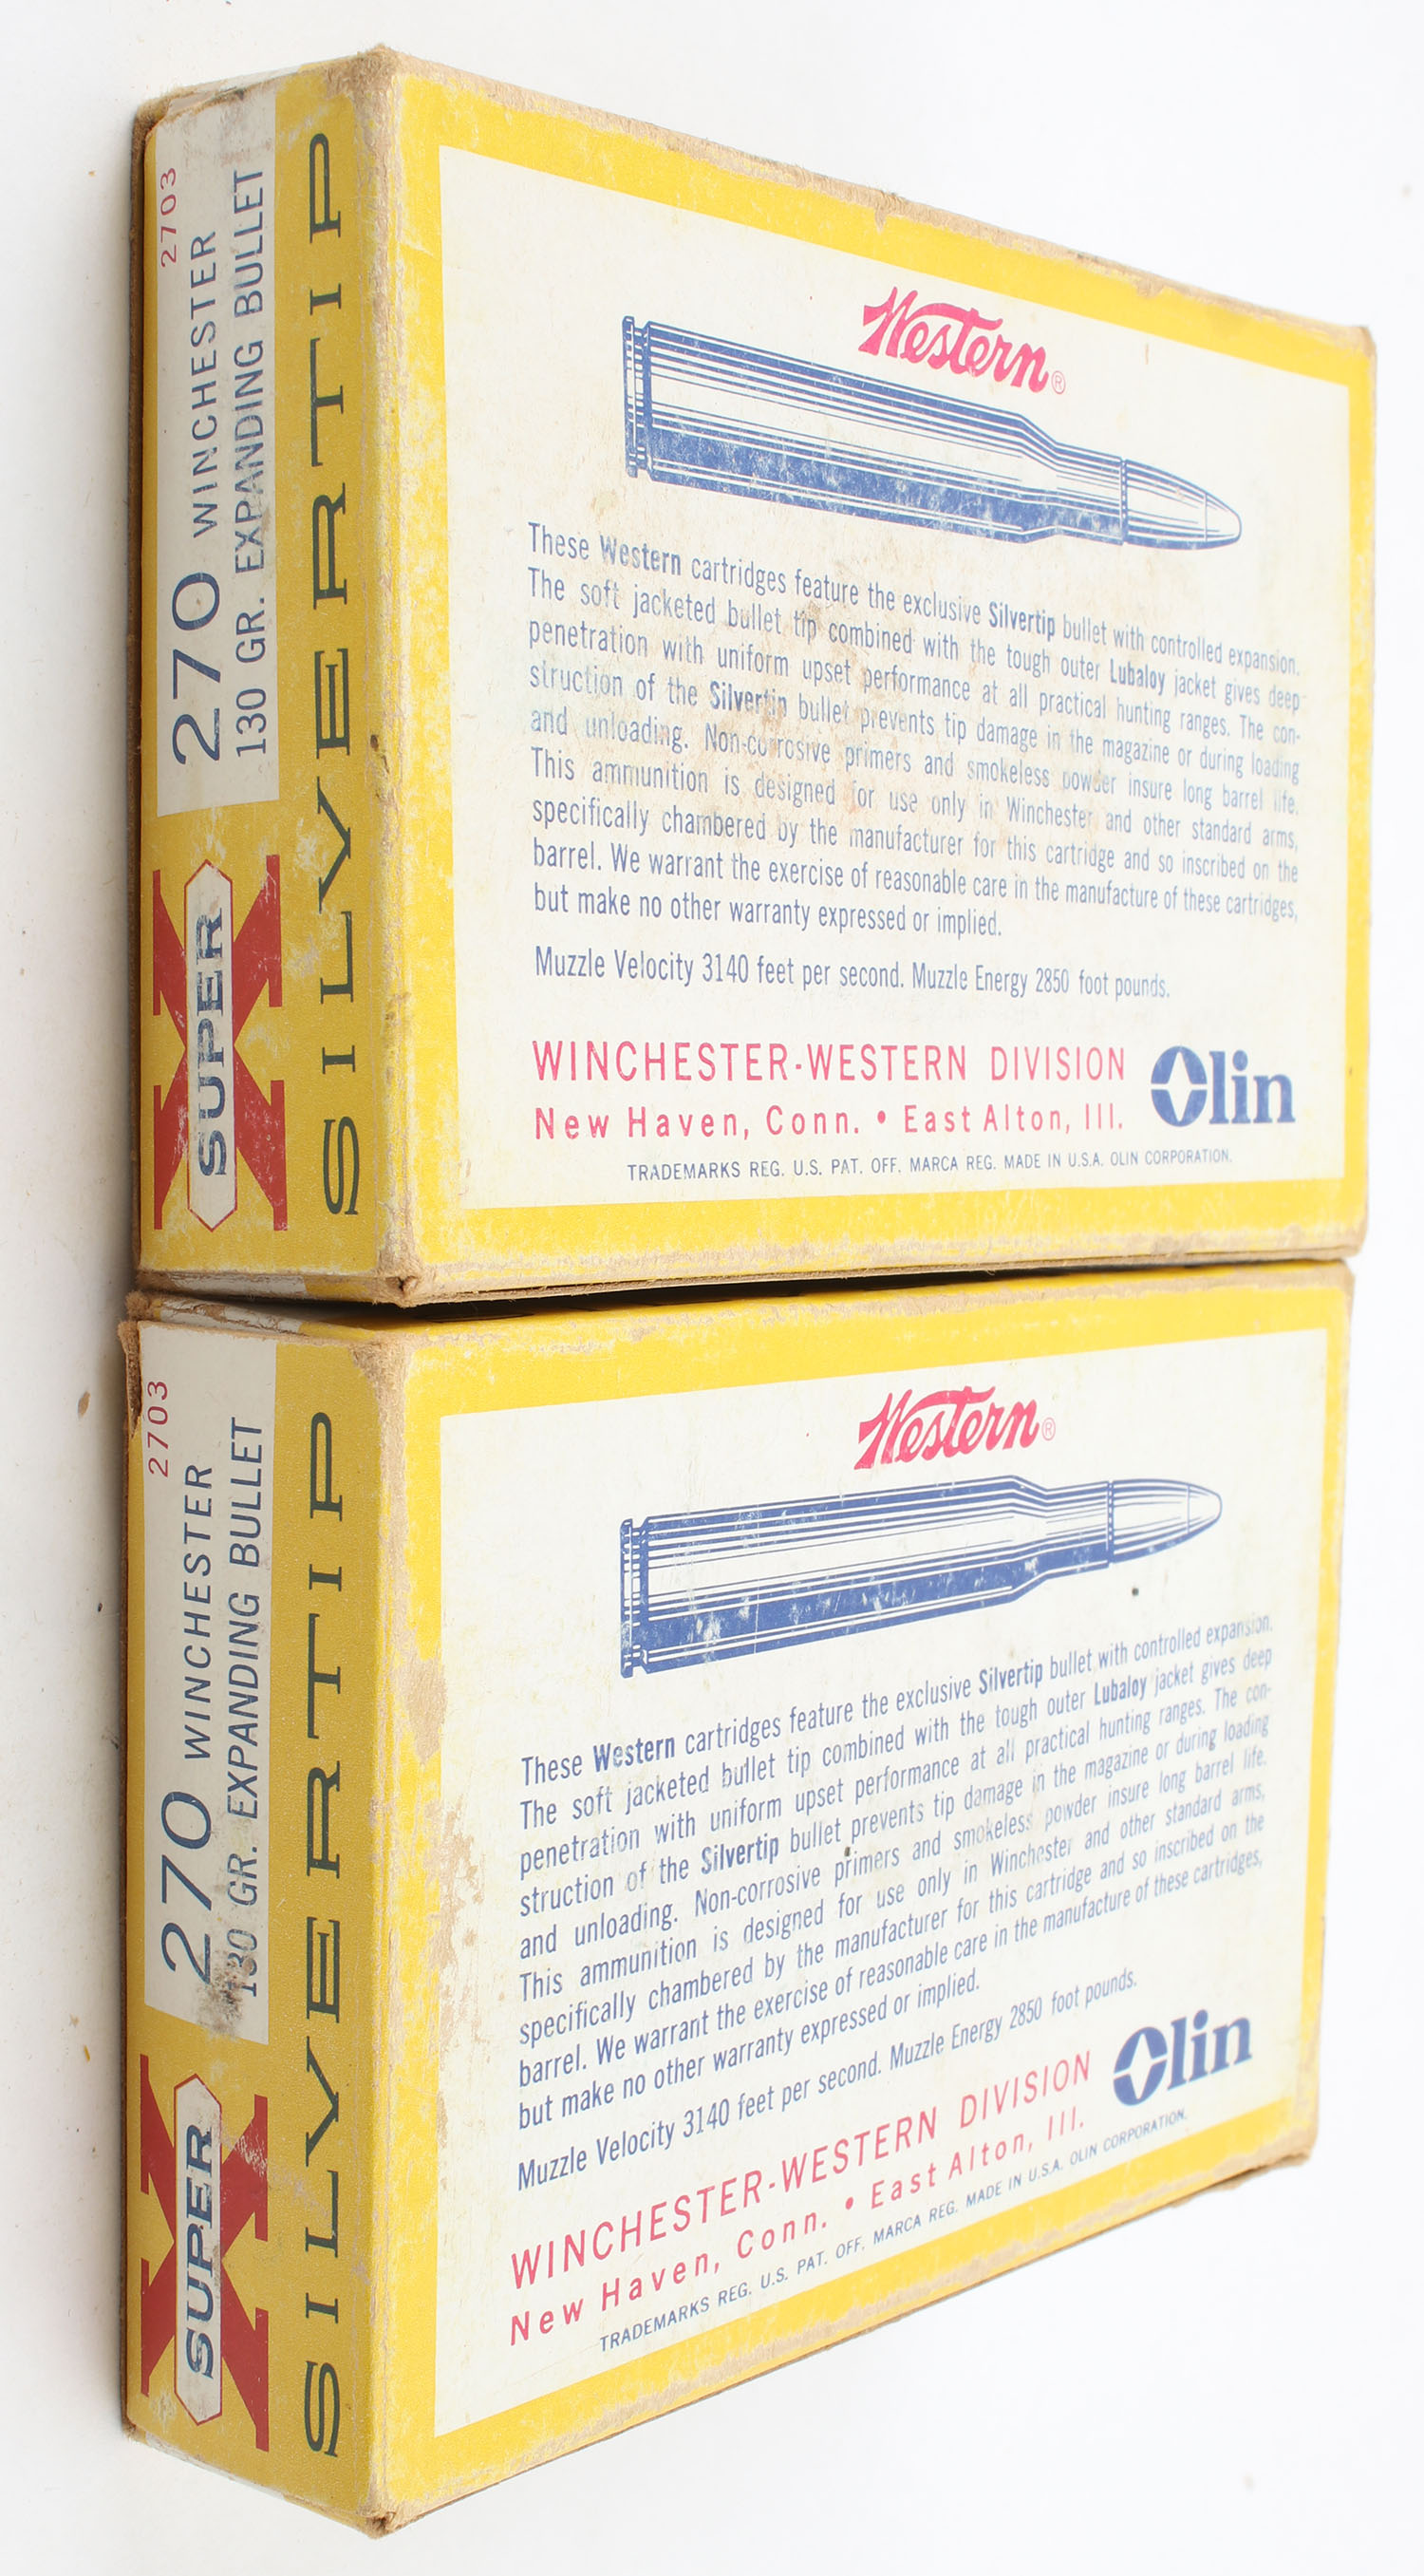 2703
270 WINCHESTER
130 GR. EXPANDING BULLET
SUPER X
SILVERTIP
Western®
These Western cartridges feature the exclusive Silvertip bullet with controlled expansion.
The soft jacketed bullet tip combined with the tough outer Lubaloy jacket gives deep
penetration with uniform upset performance at all practical hunting ranges. The con-
struction of the Silvertip bullet prevents tip damage in the magazine or during loading
and unloading. Non-corrosive primers and smokeless powder insure long barrel life.
This ammunition is designed for use only in Winchester and other standard arms,
specifically chambered by the manufacturer for this cartridge and so inscribed on the
barrel. We warrant the exercise of reasonable care in the manufacture of these cartridges,
but make no other warranty expressed or implied.
Muzzle Velocity 3140 feet per second. Muzzle Energy 2850 foot pounds.
WINCHESTER-WESTERN DIVISION
New Haven, Conn. • East Alton, Ill.
Olin
TRADEMARKS REG. U.S. PAT. OFF. MARCA REG. MADE IN U.S.A. OLIN CORPORATION.
2703
270 WINCHESTER
130 GR. EXPANDING BULLET
SUPER X
SILVERTIP
Western®
These Western cartridges feature the exclusive Silvertip bullet with controlled expansion.
The soft jacketed bullet tip combined with the tough outer Lubaloy jacket gives deep
penetration with uniform upset performance at all practical hunting ranges. The con-
struction of the Silvertip bullet prevents tip damage in the magazine or during loading
and unloading. Non-corrosive primers and smokeless powder insure long barrel life.
This ammunition is designed for use only in Winchester and other standard arms,
specifically chambered by the manufacturer for this cartridge and so inscribed on the
barrel. We warrant the exercise of reasonable care in the manufacture of these cartridges,
but make no other warranty expressed or implied.
Muzzle Velocity 3140 feet per second. Muzzle Energy 2850 foot pounds.
WINCHESTER-WESTERN DIVISION
New Haven, Conn. • East Alton, Ill.
Olin
TRADEMARKS REG. U.S. PAT. OFF. MARCA REG. MADE IN U.S.A. OLIN CORPORATION.